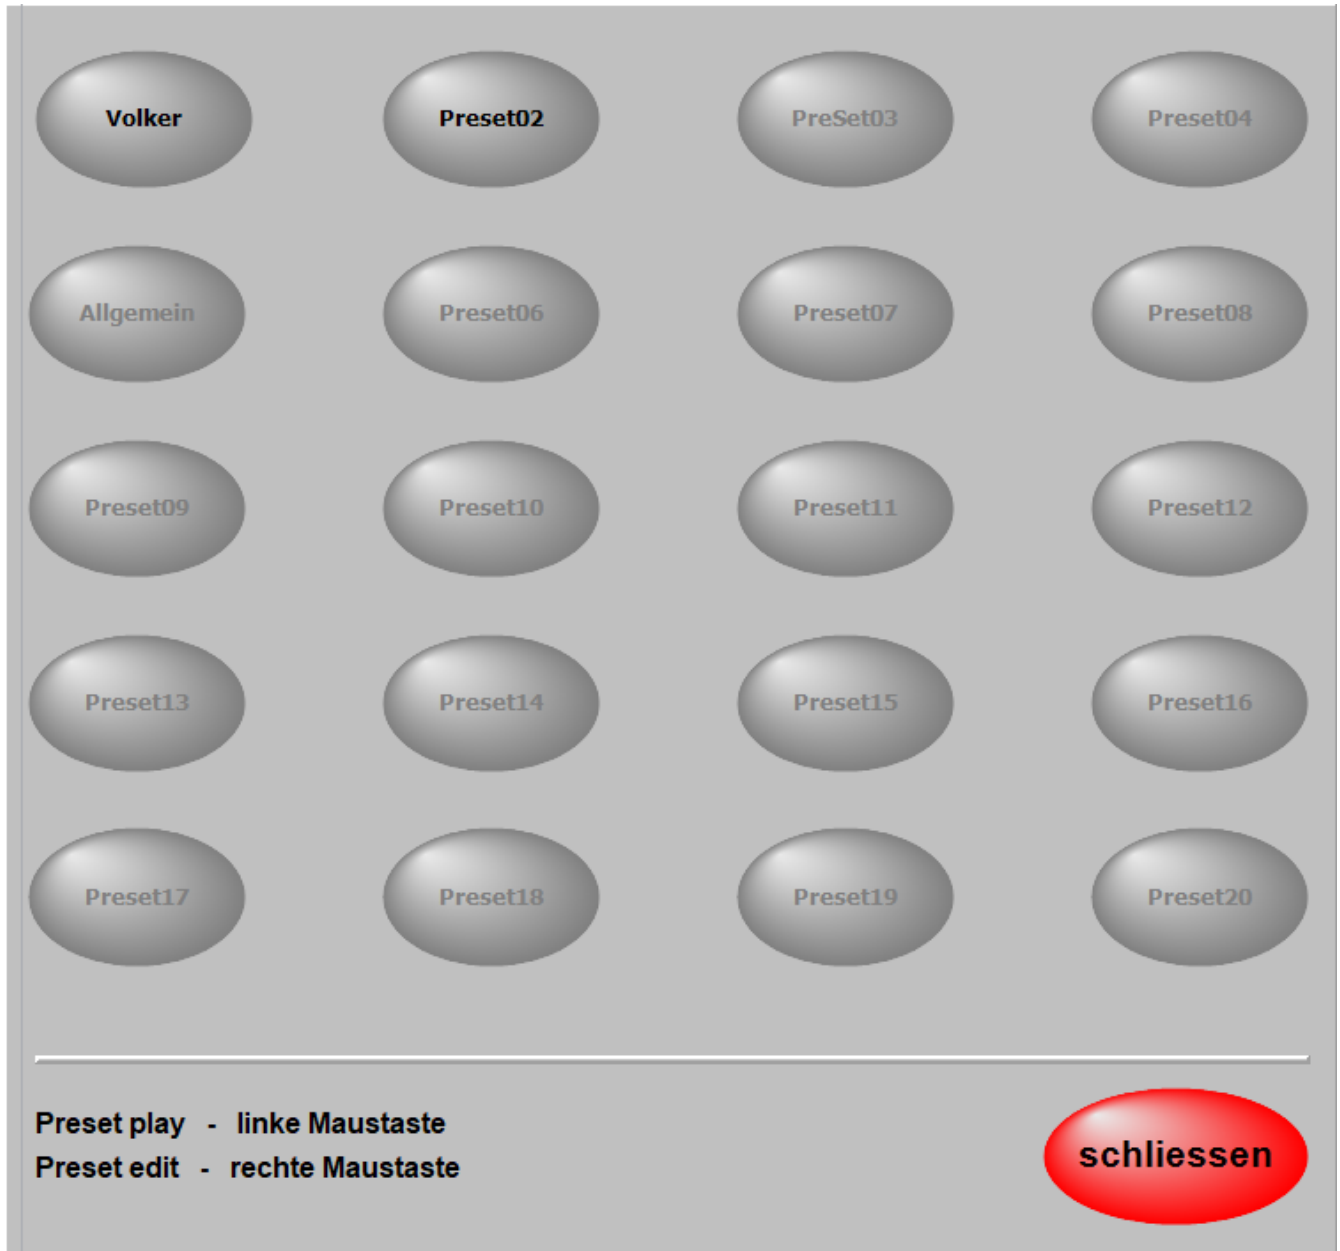 Volker Preset02 PreSet03 Preset04
Allgemein Preset06 Preset07 Preset08
Preset09 Preset10 Preset11 Preset12
Preset13 Preset14 Preset15 Preset16
Preset17 Preset18 Preset19 Preset20
Preset play - linke Maustaste
Preset edit - rechte Maustaste
schliessen